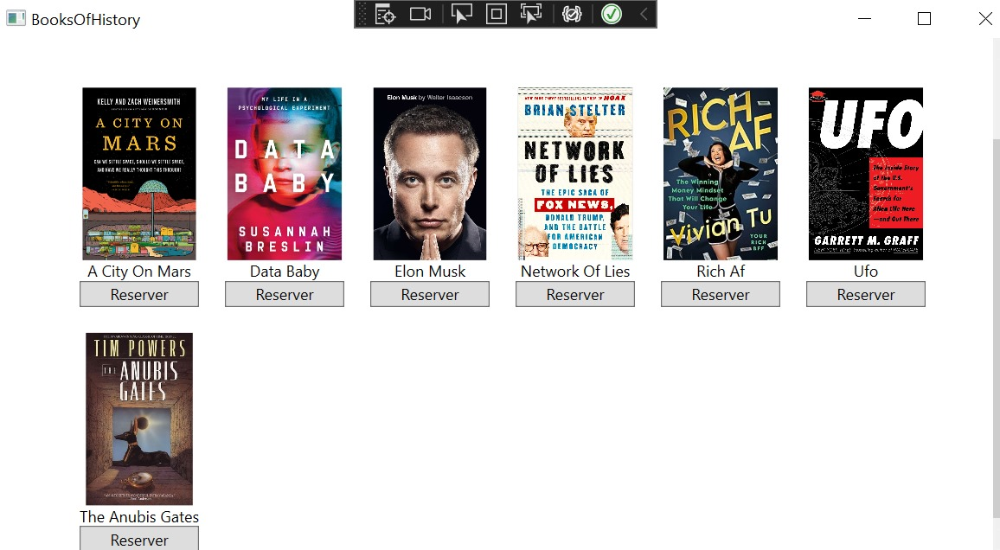 BooksOfHistory
KELLY AND ZACH WEINERSMITH
A CITY ON
MARS
CAN WE SETTLE SPACE, SHOULD WE SETTLE SPACE,
AND HAVE WE REALLY THOUGHT THIS THROUGH?
MY LIFE IN A
PSYCHOLOGICAL EXPERIMENT
DATA
BABY
SUSANNAH
BRESLIN
Elon Musk by Walter Isaacson
NEW YORK TIMES BESTSELLING AUTHOR OF HOAX
BRIAN STELTER
NETWORK
OF LIES
THE EPIC SAGA OF
FOX NEWS,
DONALD TRUMP,
AND THE BATTLE
FOR AMERICAN
DEMOCRACY
RICH
AF
The Winning
Money Mindset
That Will Change
Your Life
Vivian Tu
YOUR
RICH
BFF
UFO
The Inside Story
of the U.S.
Government's
Search for
Alien Life Here
—and Out There
GARRETT M. GRAFF
A City On Mars
Data Baby
Elon Musk
Network Of Lies
Rich Af
Ufo
Reserver
Reserver
Reserver
Reserver
Reserver
Reserver
TIM POWERS
THE ANUBIS
GATES
The Anubis Gates
Reserver